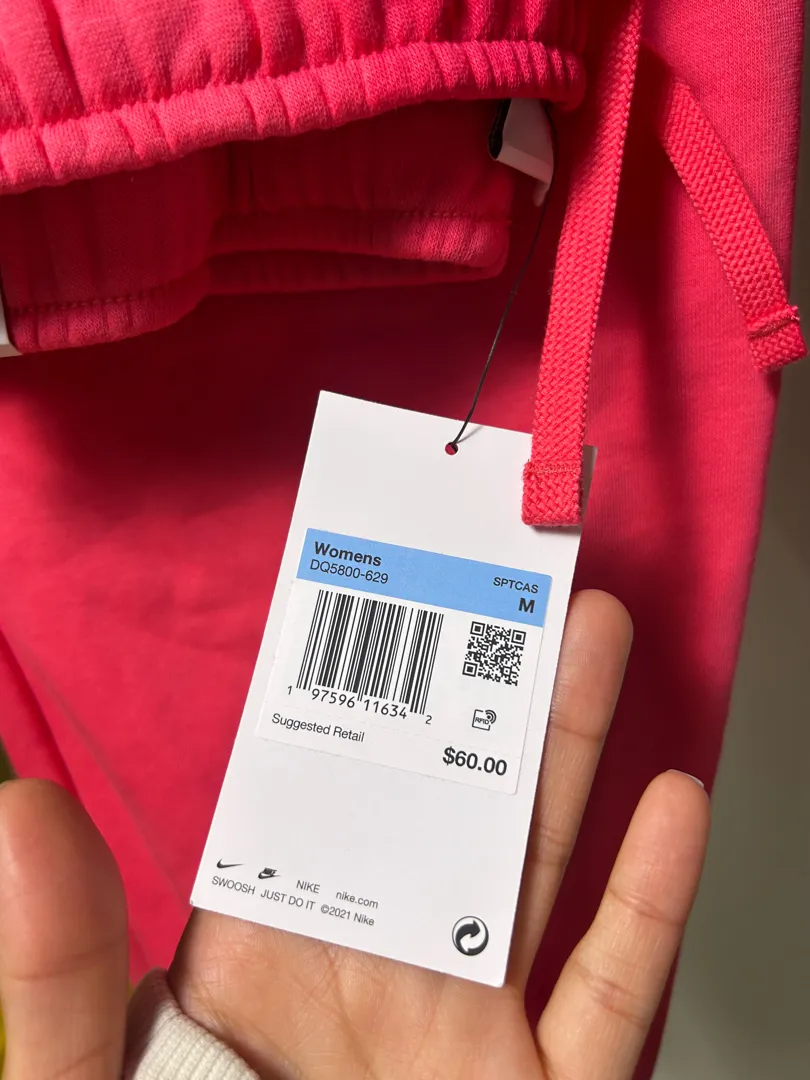 Womens
DQ5800-629
SPTCAS
M
1 97596 11634 2
RFID
Suggested Retail
$60.00
NIKE nike.com
SWOOSH JUST DO IT ©2021 Nike